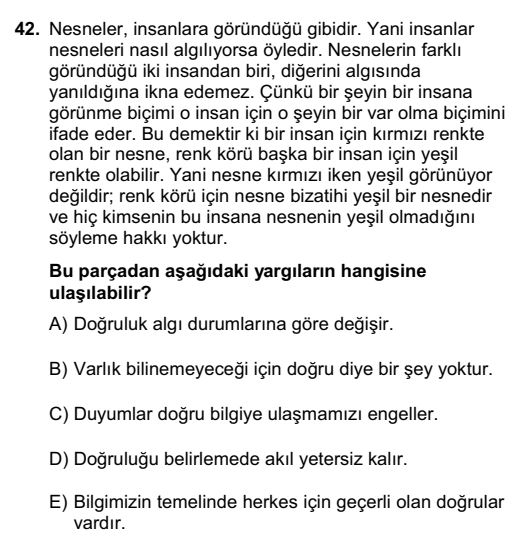 42. Nesneler, insanlara göründüğü gibidir. Yani insanlar
nesneleri nasıl algılıyorsa öyledir. Nesnelerin farklı
göründüğü iki insandan biri, diğerini algısında
yanıldığına ikna edemez. Çünkü bir şeyin bir insana
görünme biçimi o insan için o şeyin bir var olma biçimini
ifade eder. Bu demektir ki bir insan için kırmızı renkte
olan bir nesne, renk körü başka bir insan için yeşil
renkte olabilir. Yani nesne kırmızı iken yeşil görünüyor
değildir; renk körü için nesne bizatihi yeşil bir nesnedir
ve hiç kimsenin bu insana nesnenin yeşil olmadığını
söyleme hakkı yoktur.
Bu parçadan aşağıdaki yargıların hangisine
ulaşılabilir?
A) Doğruluk algı durumlarına göre değişir.
B) Varlık bilinemeyeceği için doğru diye bir şey yoktur.
C) Duyumlar doğru bilgiye ulaşmamızı engeller.
D) Doğruluğu belirlemede akıl yetersiz kalır.
E) Bilgimizin temelinde herkes için geçerli olan doğrular
vardır.